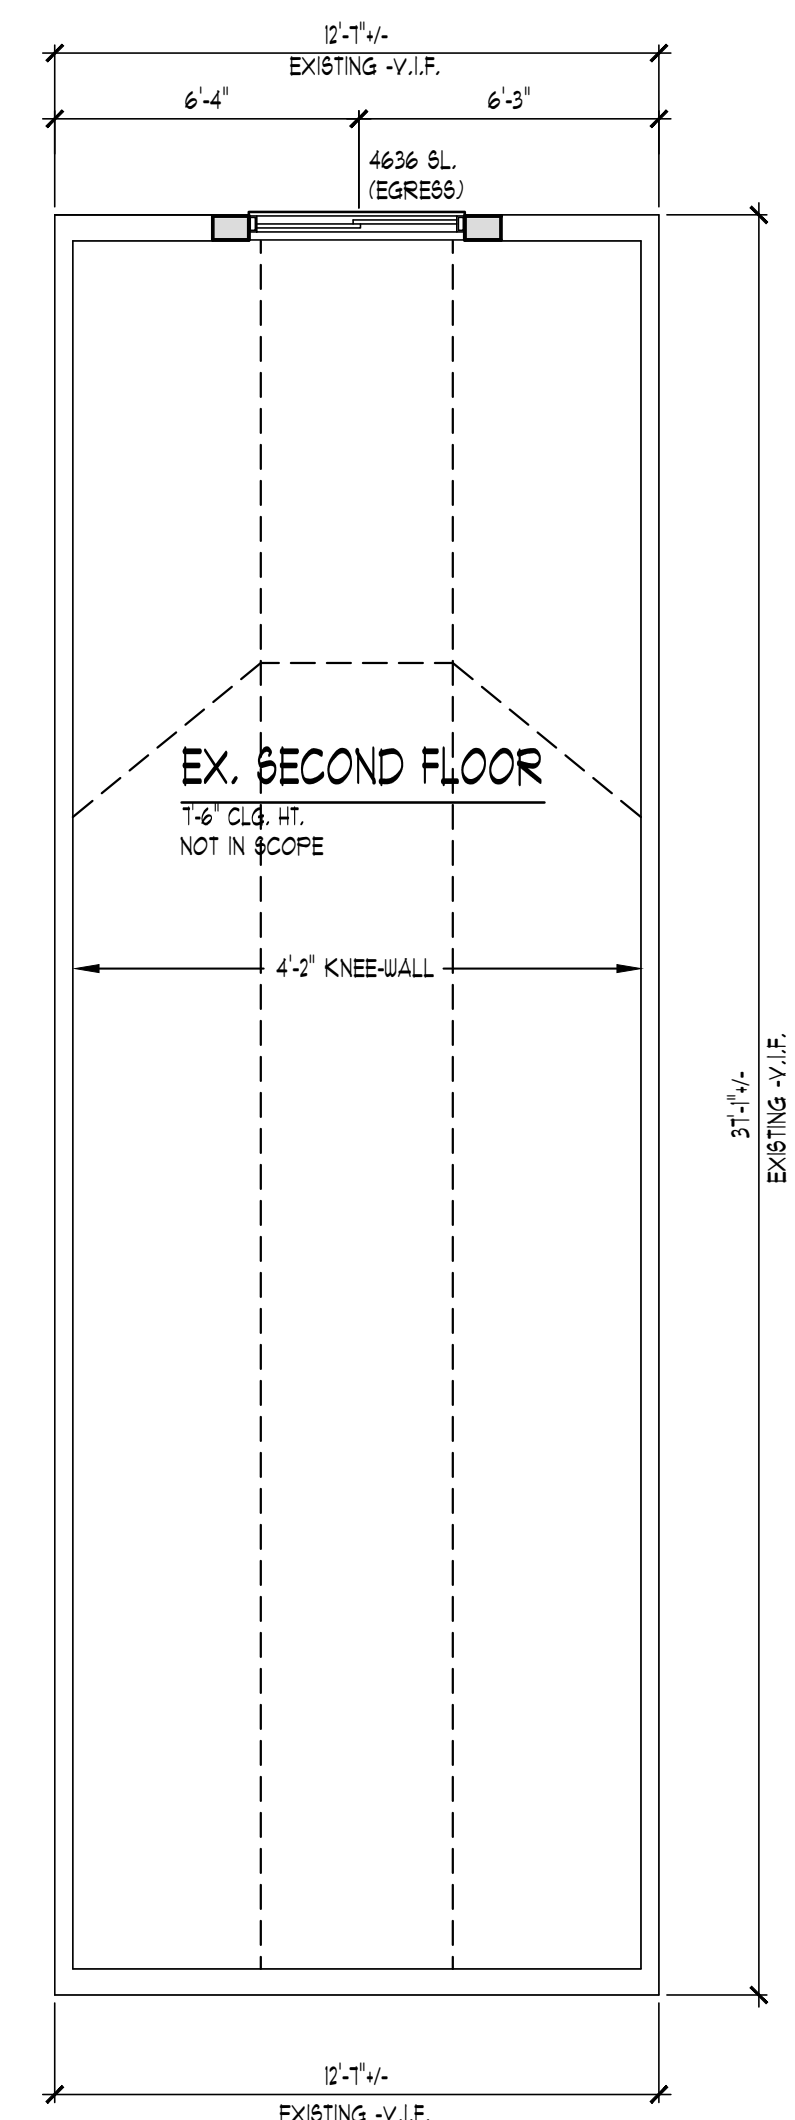 12'-7"+/-
EXISTING -V.I.F.
6'-4"
6'-3"
4636 SL.
(EGRESS)
EX. SECOND FLOOR
7'-6" CLG. HT.
NOT IN SCOPE
4'-2" KNEE-WALL
37'-1"+/-
EXISTING -V.I.F.
12'-7"+/-
EXISTING -V.I.F.